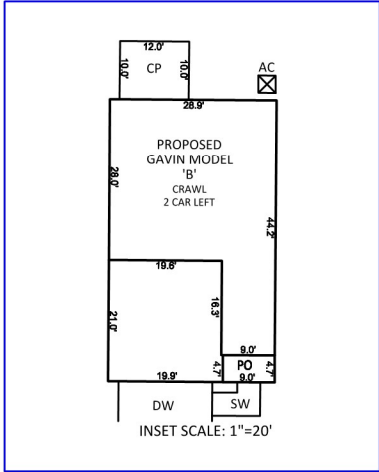 12.0'
10.0'
CP
10.0'
AC
28.9'
PROPOSED
GAVIN MODEL
'B'
CRAWL
2 CAR LEFT
28.0'
44.2'
19.6'
16.3'
21.0'
9.0'
4.7'
PO
4.7'
19.9'
9.0'
DW
SW
INSET SCALE: 1"=20'